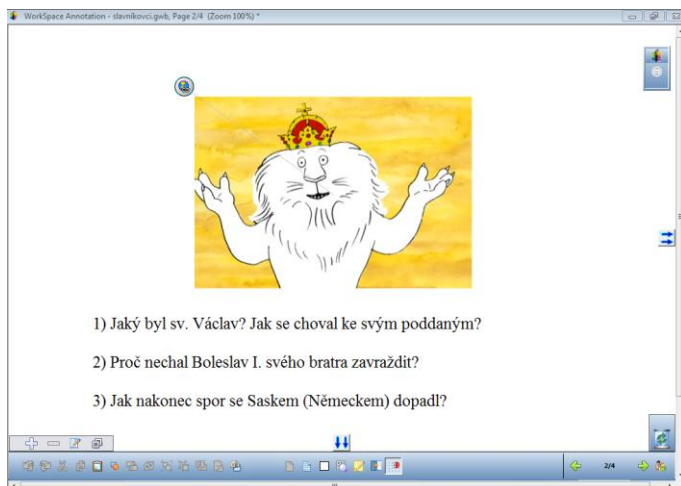 WorkSpace Annotation - slavníkovci.gwb, Page 2/4 (Zoom 100%) *
1) Jaký byl sv. Václav? Jak se choval ke svým poddaným?
2) Proč nechal Boleslav I. svého bratra zavraždit?
3) Jak nakonec spor se Saskem (Německem) dopadl?
2/4